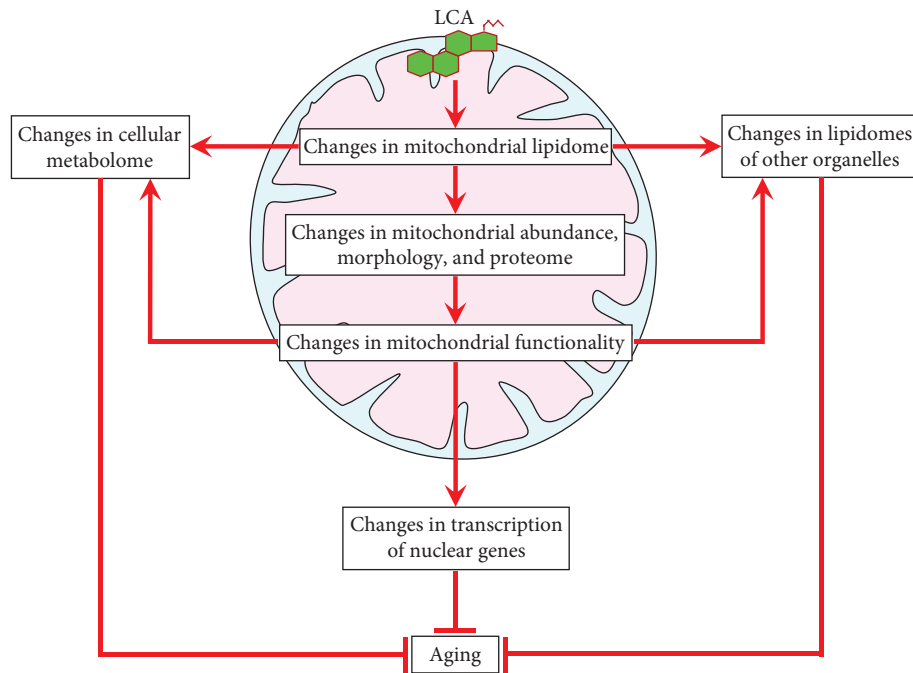 LCA
Changes in cellular
metabolome
Changes in mitochondrial lipidome
Changes in lipidomes
of other organelles
Changes in mitochondrial abundance,
morphology, and proteome
Changes in mitochondrial functionality
Changes in transcription
of nuclear genes
Aging